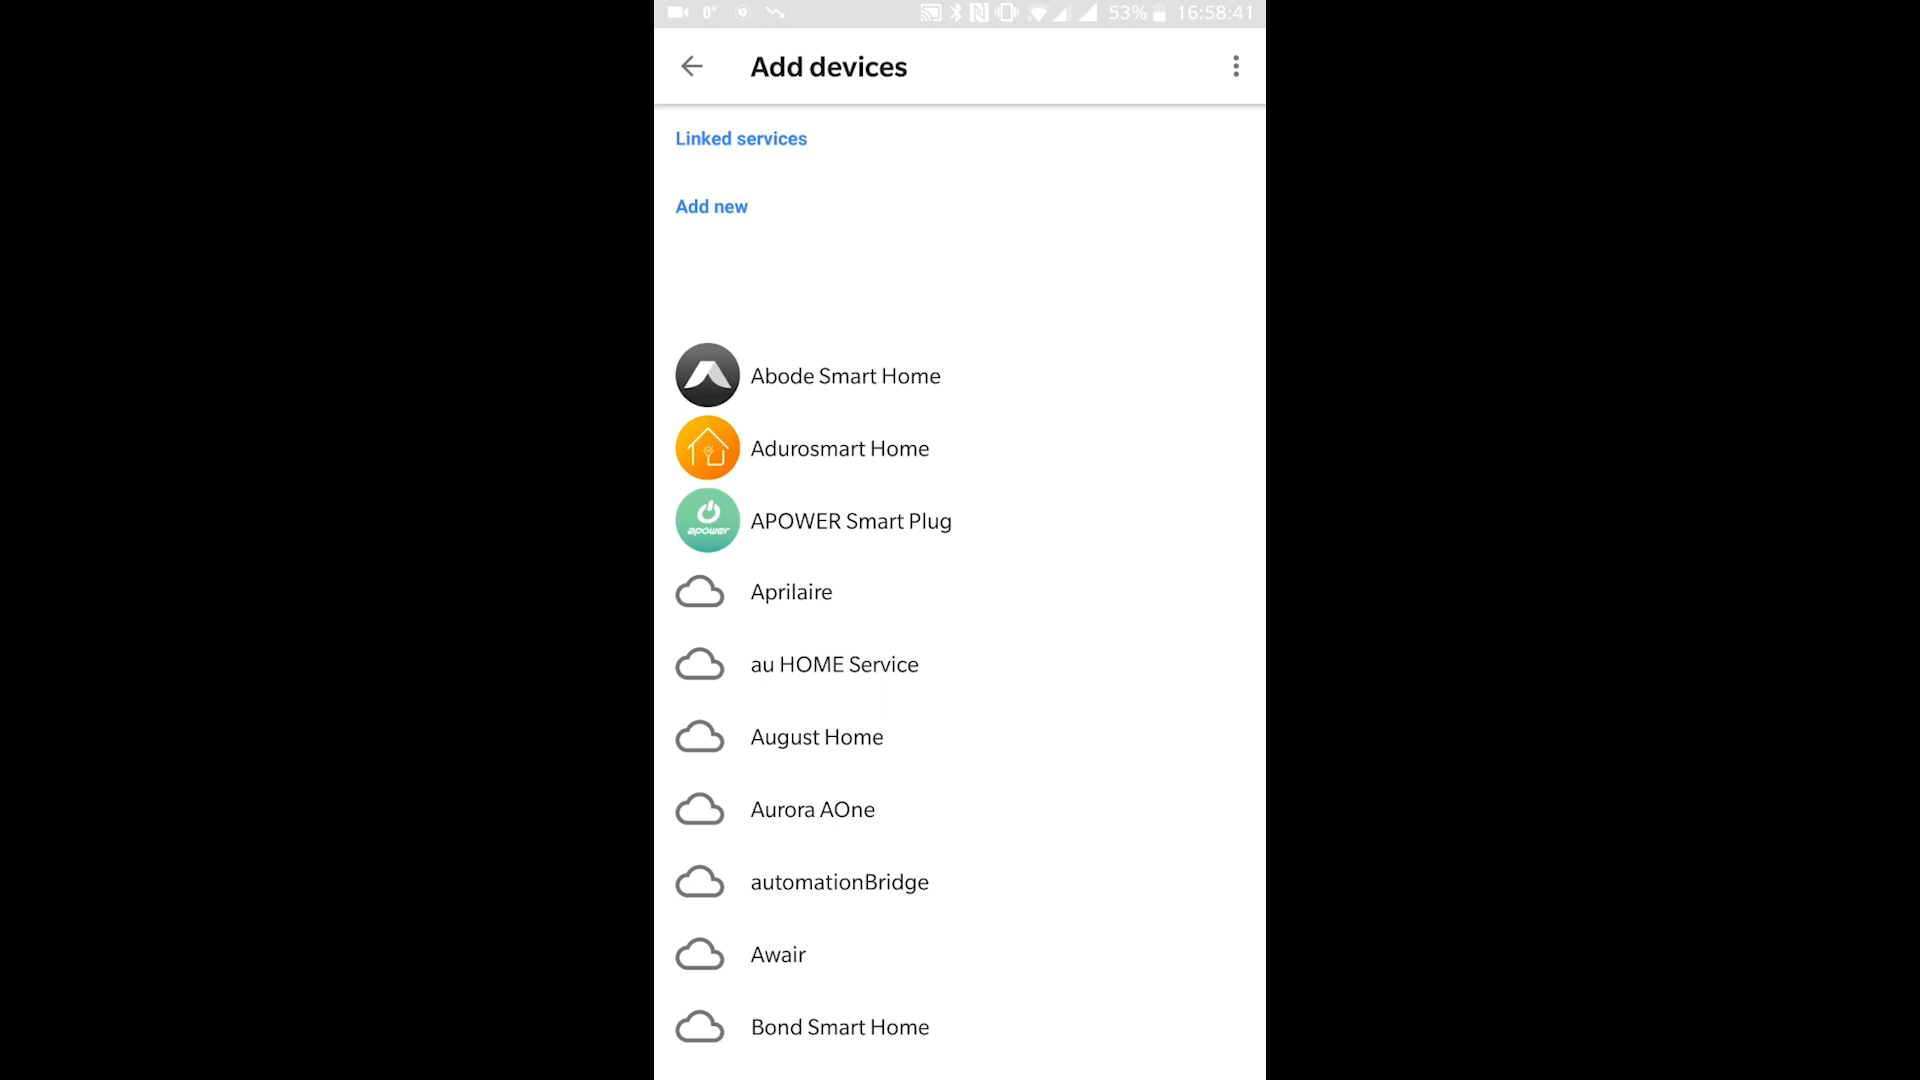 0° 53% 16:58:41
Add devices
Linked services
Add new
Abode Smart Home
Adurosmart Home
apower
APOWER Smart Plug
Aprilaire
au HOME Service
August Home
Aurora AOne
automationBridge
Awair
Bond Smart Home